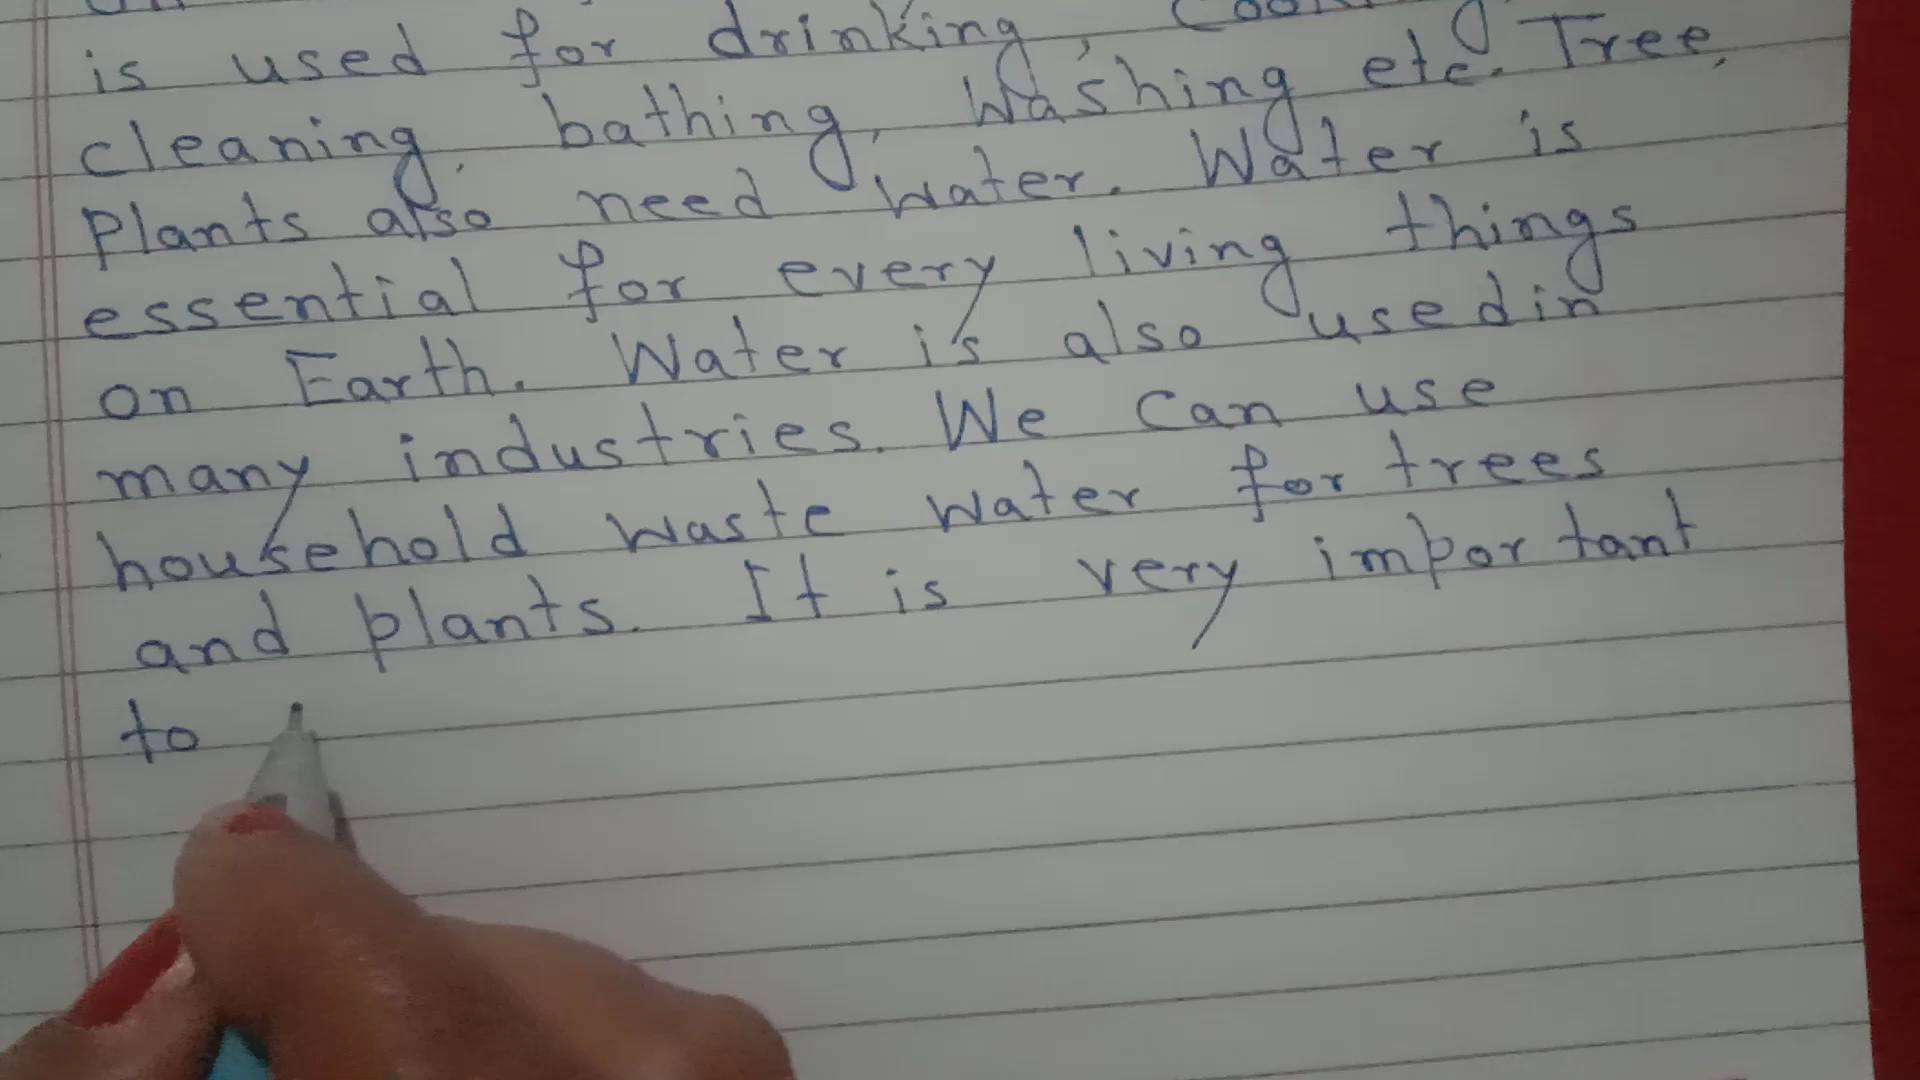 is used for drinking,
cleaning, bathing, Washing etc. Tree,
Plants also need water. Water is
essential for every living things
on Earth. Water is also usedin
many industries. We can use
household waste water for trees
and plants. It is very important
to